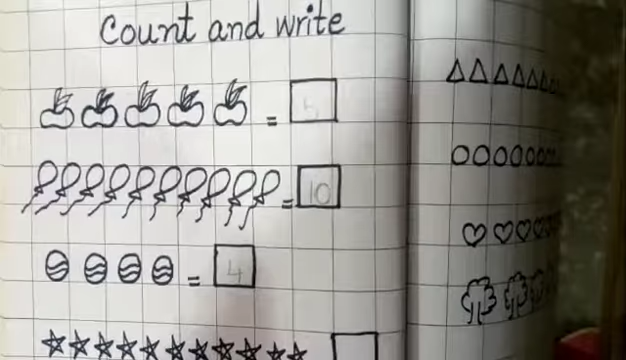 Count and write
= 5
= 10
= 4